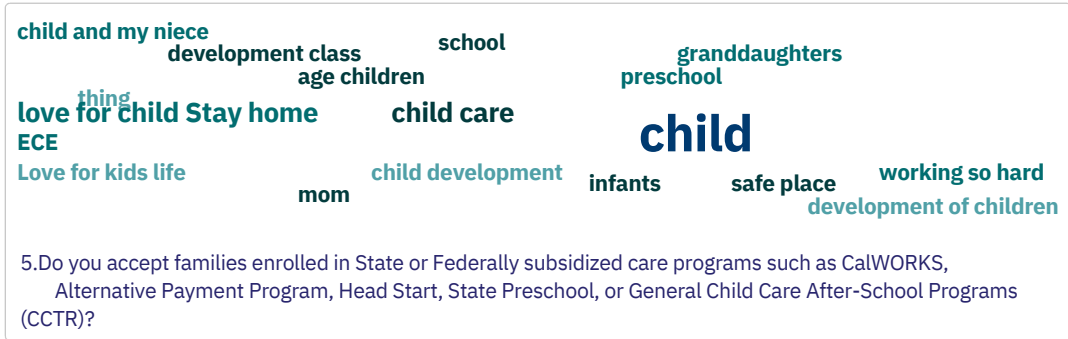 child and my niece
school
development class
granddaughters
age children
preschool
thing
love for child Stay home
child care
child
ECE
Love for kids life
child development
working so hard
infants
safe place
mom
development of children
5.Do you accept families enrolled in State or Federally subsidized care programs such as CalWORKS,
Alternative Payment Program, Head Start, State Preschool, or General Child Care After-School Programs
(CCTR)?